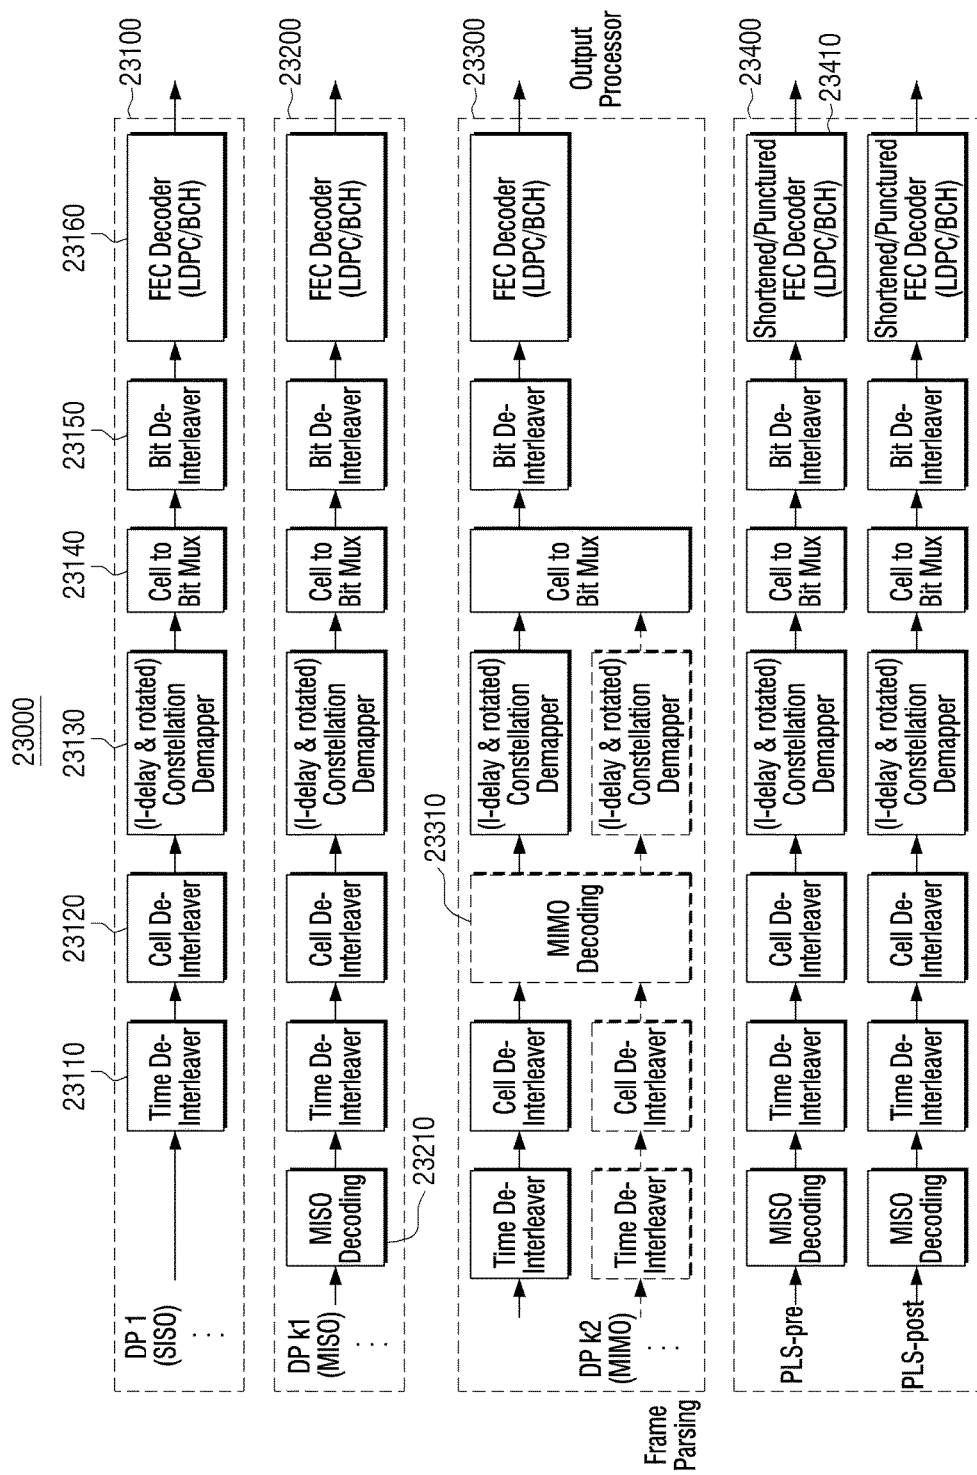 23000
23110
23120
23130
23140
23150
23160
23100
DP 1
(SISO)
Time De-
Interleaver
Cell De-
Interleaver
(I-delay & rotated)
Constellation
Demapper
Cell to
Bit Mux
Bit De-
Interleaver
FEC Decoder
(LDPC/BCH)
23200
DP k1
(MISO)
MISO
Decoding
23210
Time De-
Interleaver
Cell De-
Interleaver
(I-delay & rotated)
Constellation
Demapper
Cell to
Bit Mux
Bit De-
Interleaver
FEC Decoder
(LDPC/BCH)
23300
23310
Time De-
Interleaver
Cell De-
Interleaver
MIMO
Decoding
(I-delay & rotated)
Constellation
Demapper
Cell to
Bit Mux
Bit De-
Interleaver
FEC Decoder
(LDPC/BCH)
Output
Processor
DP k2
(MIMO)
Time De-
Interleaver
Cell De-
Interleaver
(I-delay & rotated)
Constellation
Demapper
Frame
Parsing
23400
23410
PLS-pre
MISO
Decoding
Time De-
Interleaver
Cell De-
Interleaver
(I-delay & rotated)
Constellation
Demapper
Cell to
Bit Mux
Bit De-
Interleaver
Shortened/Punctured
FEC Decoder
(LDPC/BCH)
PLS-post
MISO
Decoding
Time De-
Interleaver
Cell De-
Interleaver
(I-delay & rotated)
Constellation
Demapper
Cell to
Bit Mux
Bit De-
Interleaver
Shortened/Punctured
FEC Decoder
(LDPC/BCH)